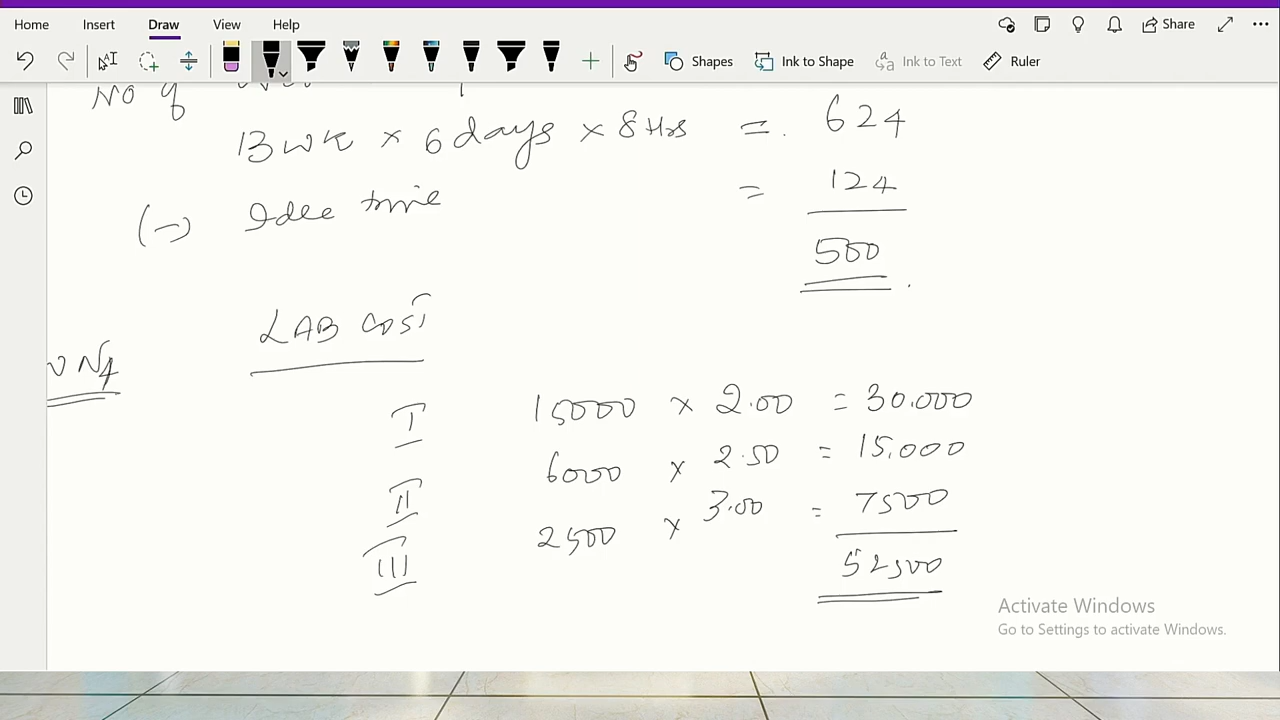 Home Insert Draw View Help Share
Shapes Ink to Shape Ink to Text Ruler
No of
13 wk x 6 days x 8 Hrs = 624
(-) Idle time = 124
500
LAB COST
I 15000 x 2.00 = 30.000
II 6000 x 2.50 = 15.000
III 2500 x 3.00 = 7500
52500
Activate Windows
Go to Settings to activate Windows.